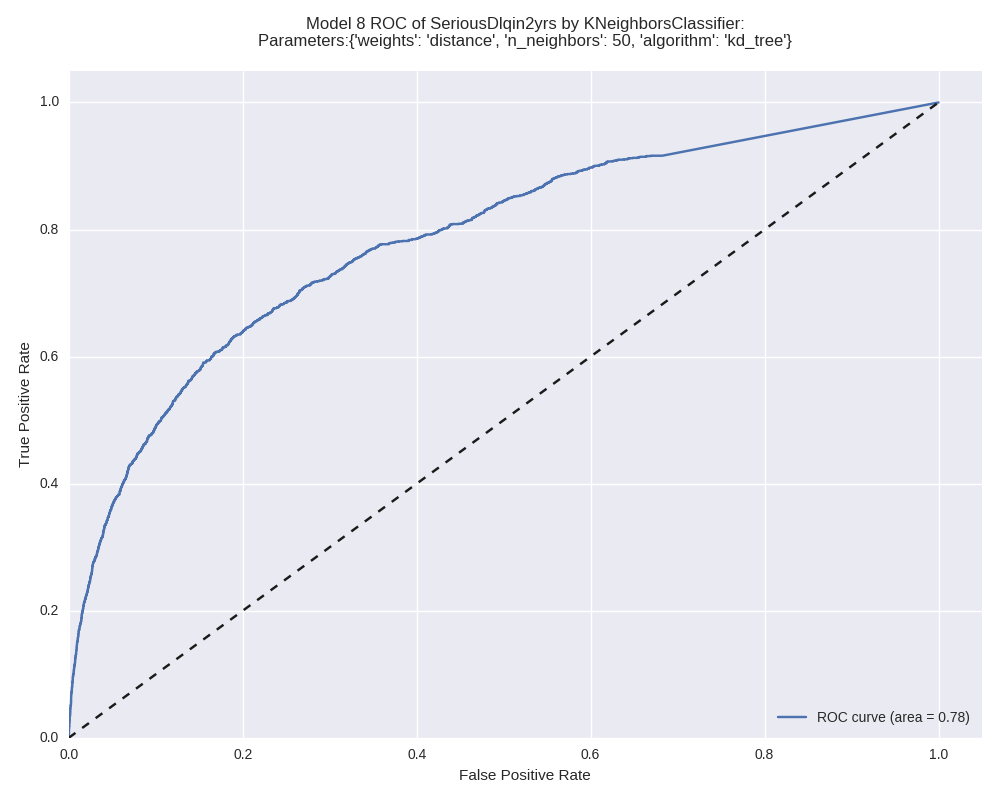 Model 8 ROC of SeriousDlqin2yrs by KNeighborsClassifier:
Parameters:{'weights': 'distance', 'n_neighbors': 50, 'algorithm': 'kd_tree'}
1.0
0.8
0.6
0.4
0.2
0.0
True Positive Rate
ROC curve (area = 0.78)
0.0 0.2 0.4 0.6 0.8 1.0
False Positive Rate